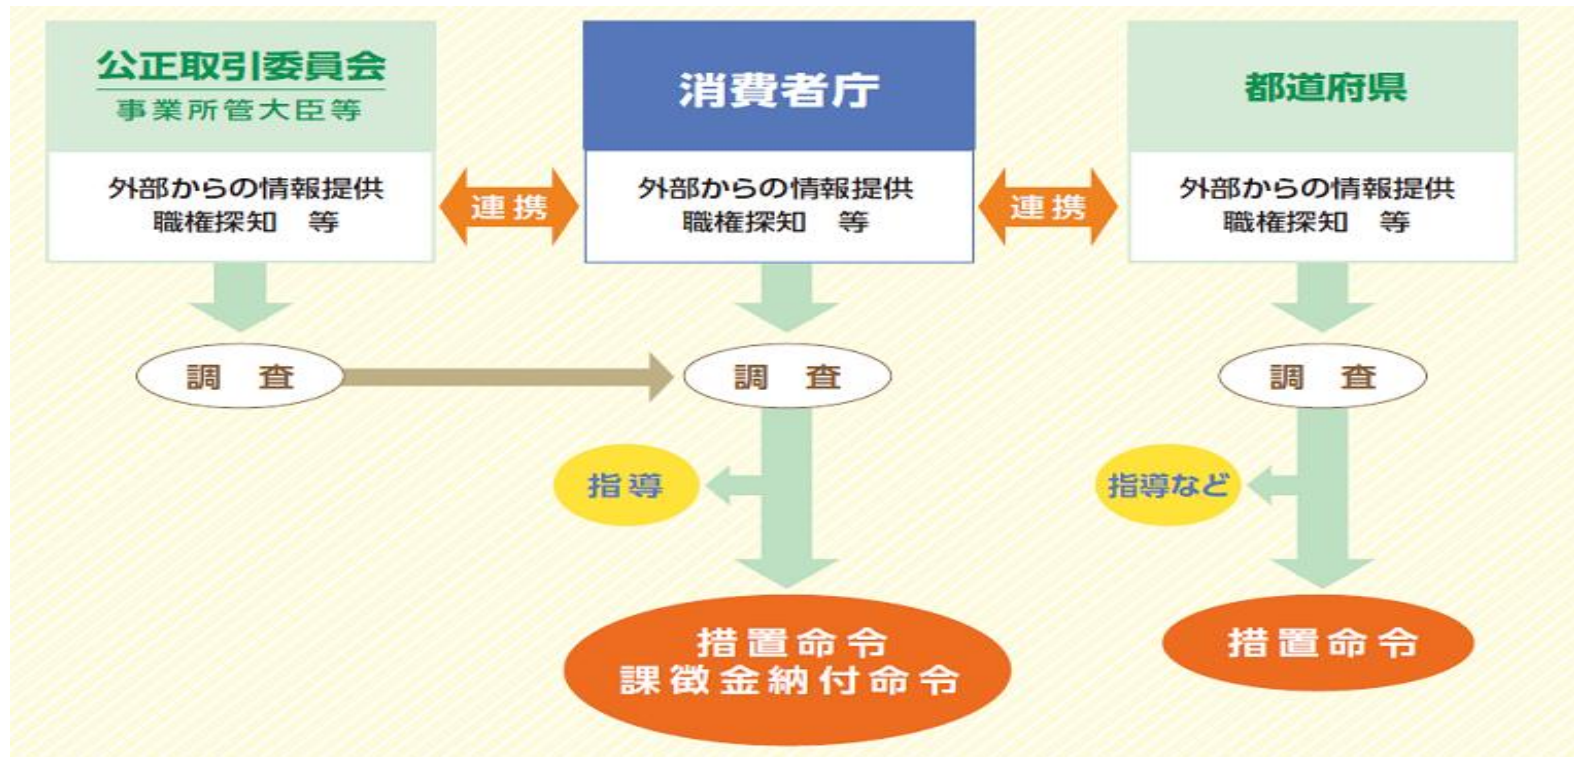 公正取引委員会
事業所管大臣等
外部からの情報提供
職権探知　等
連携
消費者庁
外部からの情報提供
職権探知　等
連携
都道府県
外部からの情報提供
職権探知　等
調　査
調　査
調　査
指導
指導など
措置命令
課徴金納付命令
措置命令